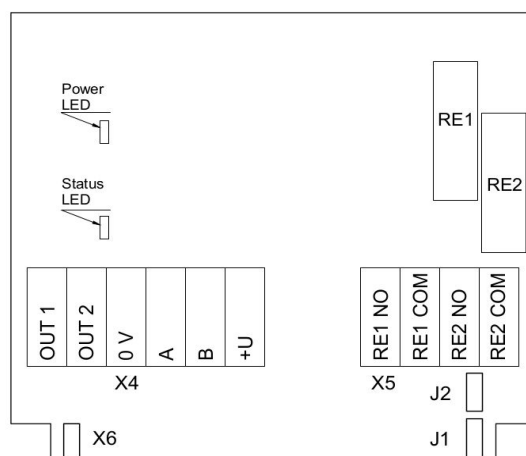 Power
LED
RE1
RE2
Status
LED
OUT 1
OUT 2
0 V
A
B
+U
RE1 NO
RE1 COM
RE2 NO
RE2 COM
X4
X5
J2
X6
J1